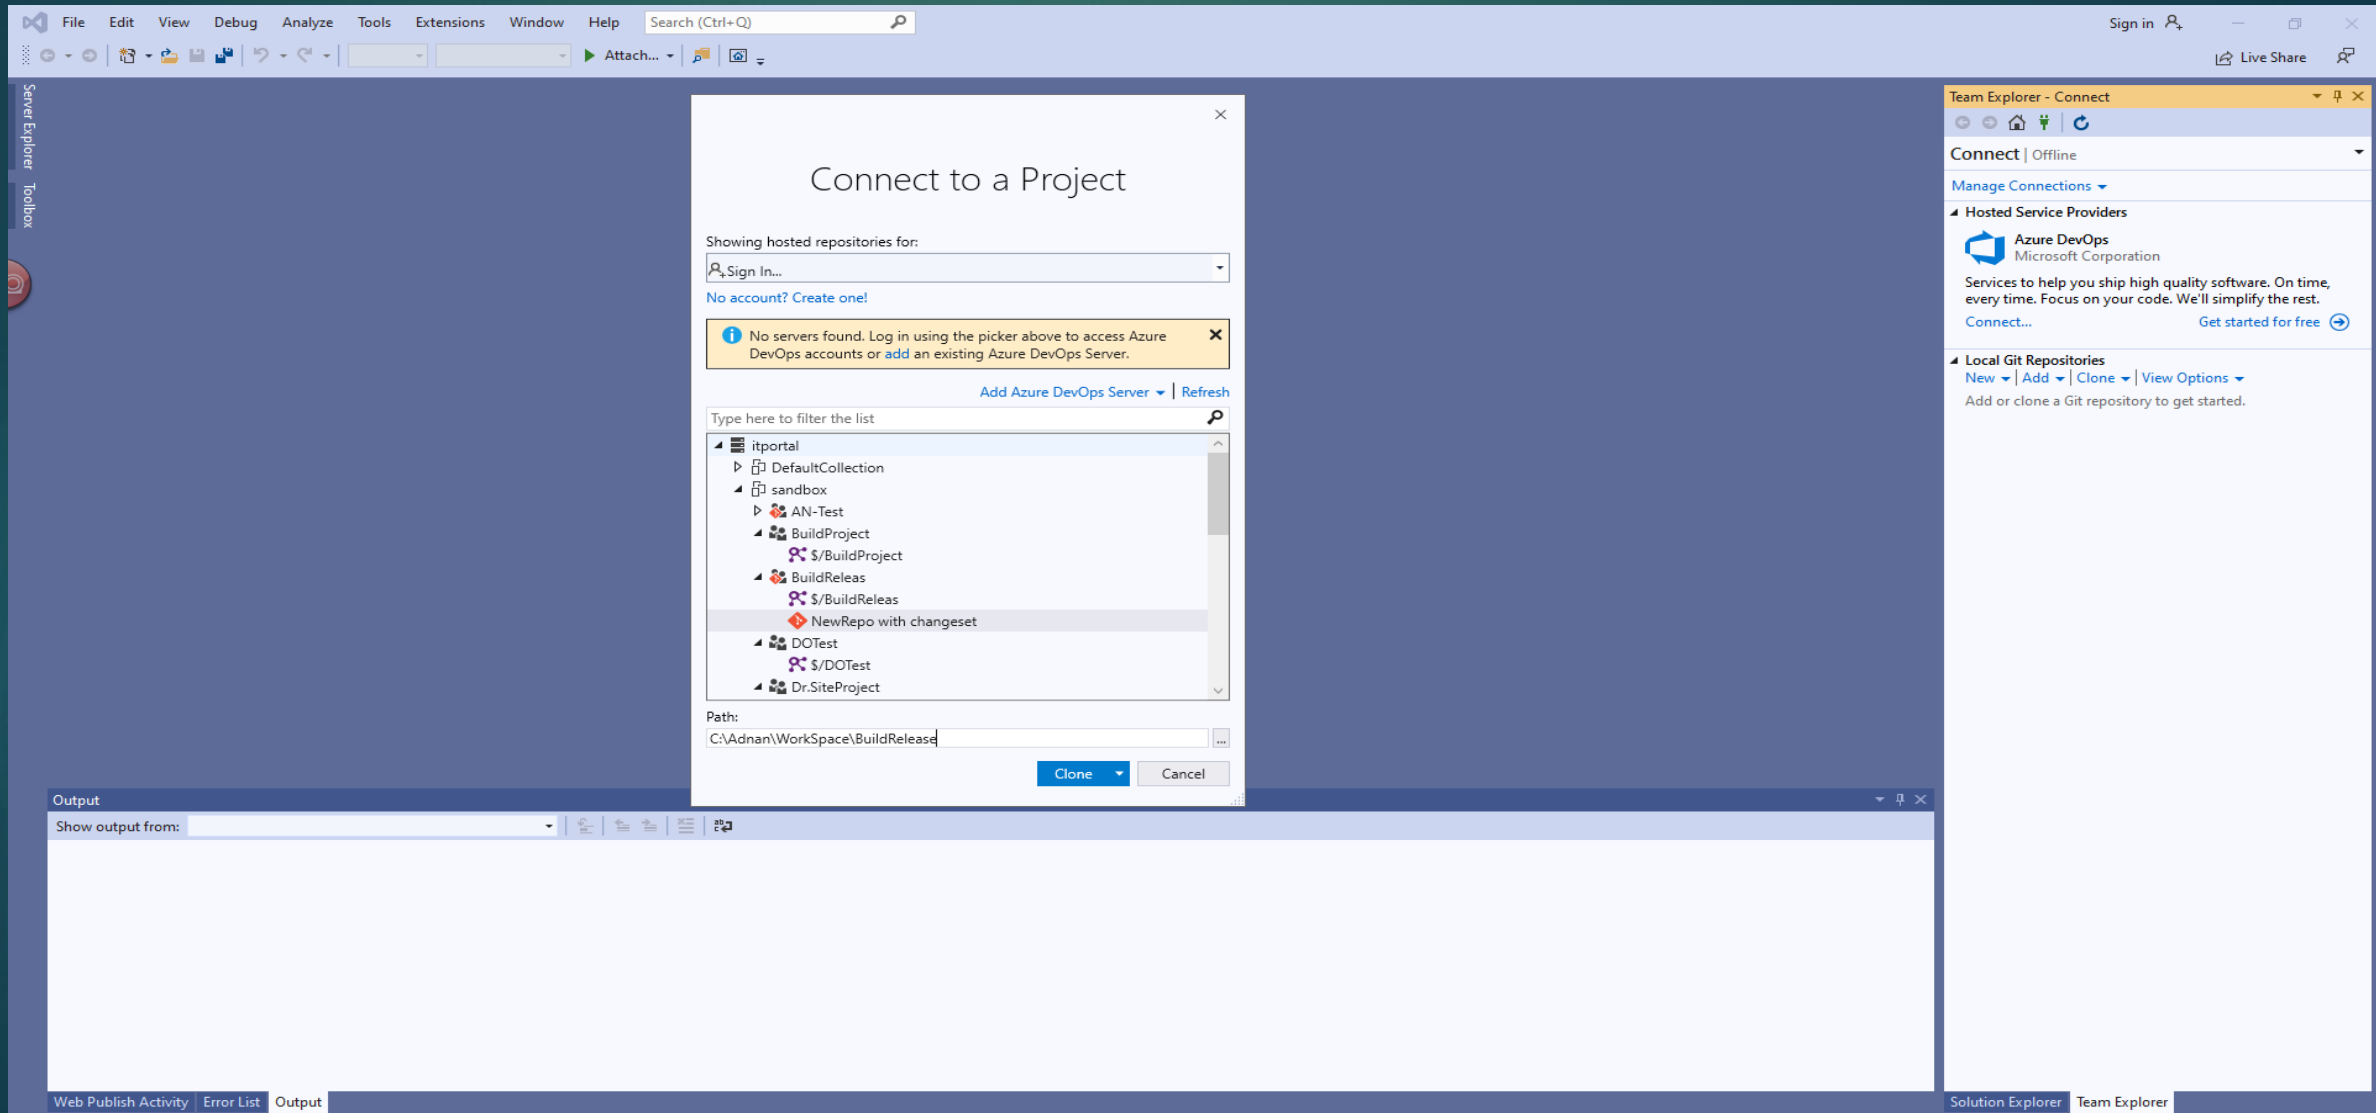 File Edit View Debug Analyze Tools Extensions Window Help Search (Ctrl+Q) Sign in
Attach... Live Share
Server Explorer
Toolbox
Connect to a Project
Showing hosted repositories for:
Sign In...
No account? Create one!
No servers found. Log in using the picker above to access Azure
DevOps accounts or add an existing Azure DevOps Server.
Add Azure DevOps Server Refresh
Type here to filter the list
itportal
DefaultCollection
sandbox
AN-Test
BuildProject
$/BuildProject
BuildReleas
$/BuildReleas
NewRepo with changeset
DOTest
$/DOTest
Dr.SiteProject
Path:
C:\Adnan\WorkSpace\BuildRelease
...
Clone Cancel
Team Explorer - Connect
Connect | Offline
Manage Connections
Hosted Service Providers
Azure DevOps
Microsoft Corporation
Services to help you ship high quality software. On time,
every time. Focus on your code. We'll simplify the rest.
Connect... Get started for free
Local Git Repositories
New | Add | Clone | View Options
Add or clone a Git repository to get started.
Output
Show output from:
Web Publish Activity Error List Output
Solution Explorer Team Explorer